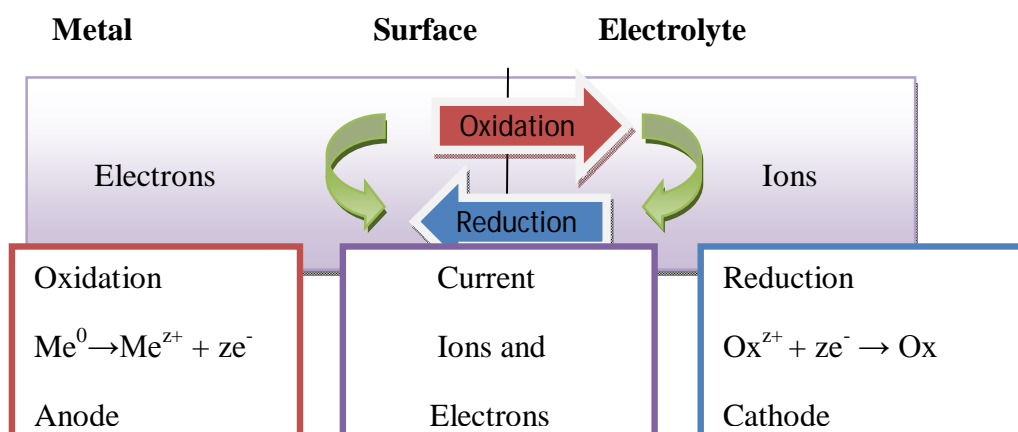 Metal Surface Electrolyte
Oxidation
Electrons Ions
Reduction
Oxidation
Me⁰→Meᶻ⁺ + ze⁻
Anode
Current
Ions and
Electrons
Reduction
Oxᶻ⁺ + ze⁻ → Ox
Cathode